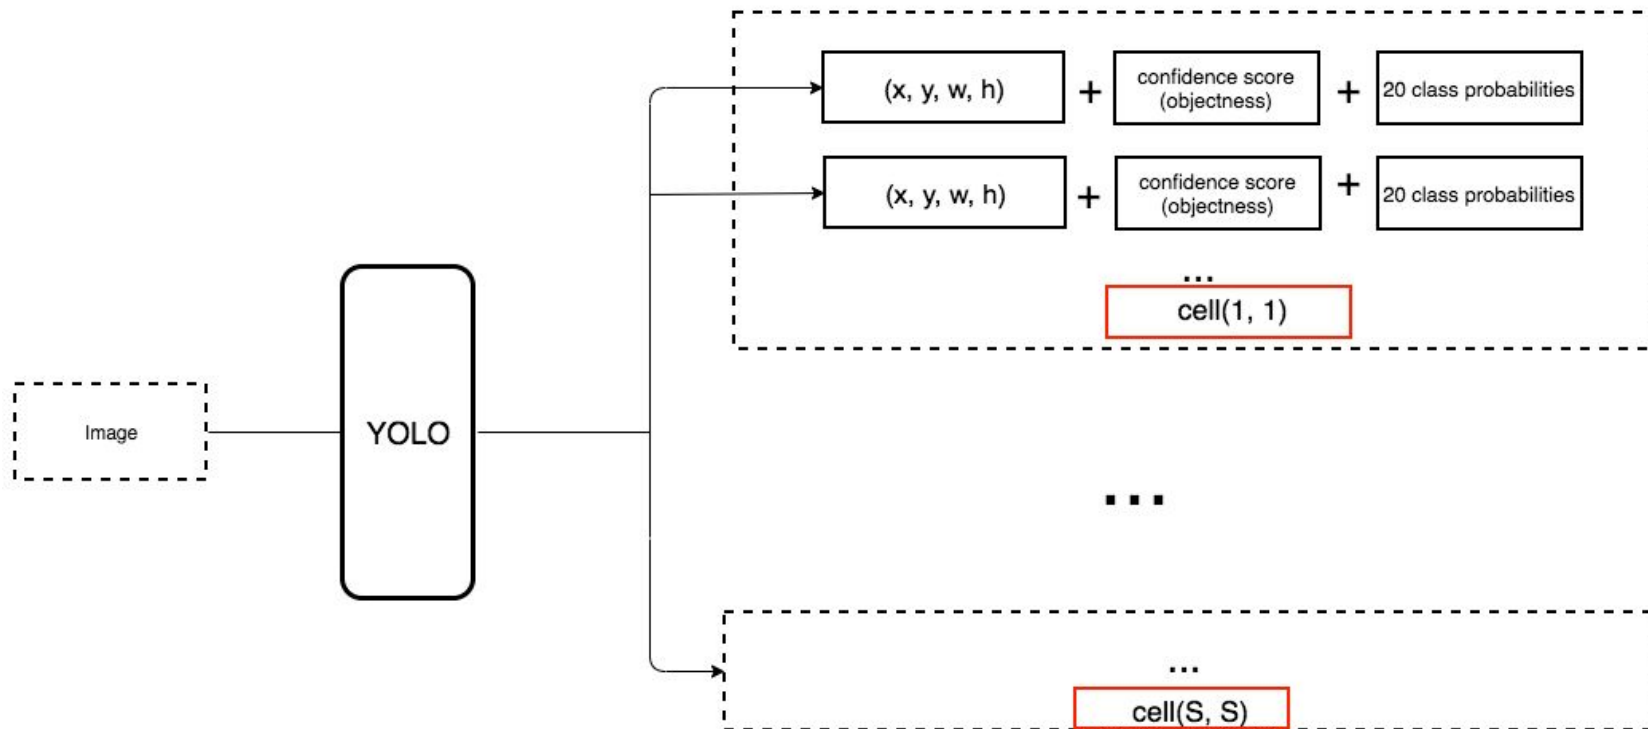 (x, y, w, h) + confidence score (objectness) + 20 class probabilities
(x, y, w, h) + confidence score (objectness) + 20 class probabilities
...
cell(1, 1)
Image
YOLO
...
...
cell(S, S)